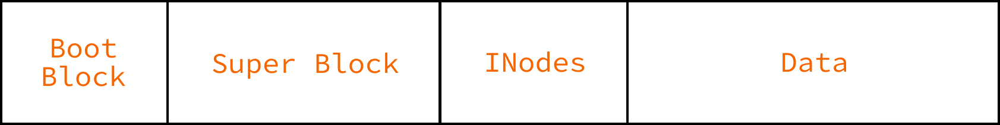 Boot
Block
Super Block
INodes
Data